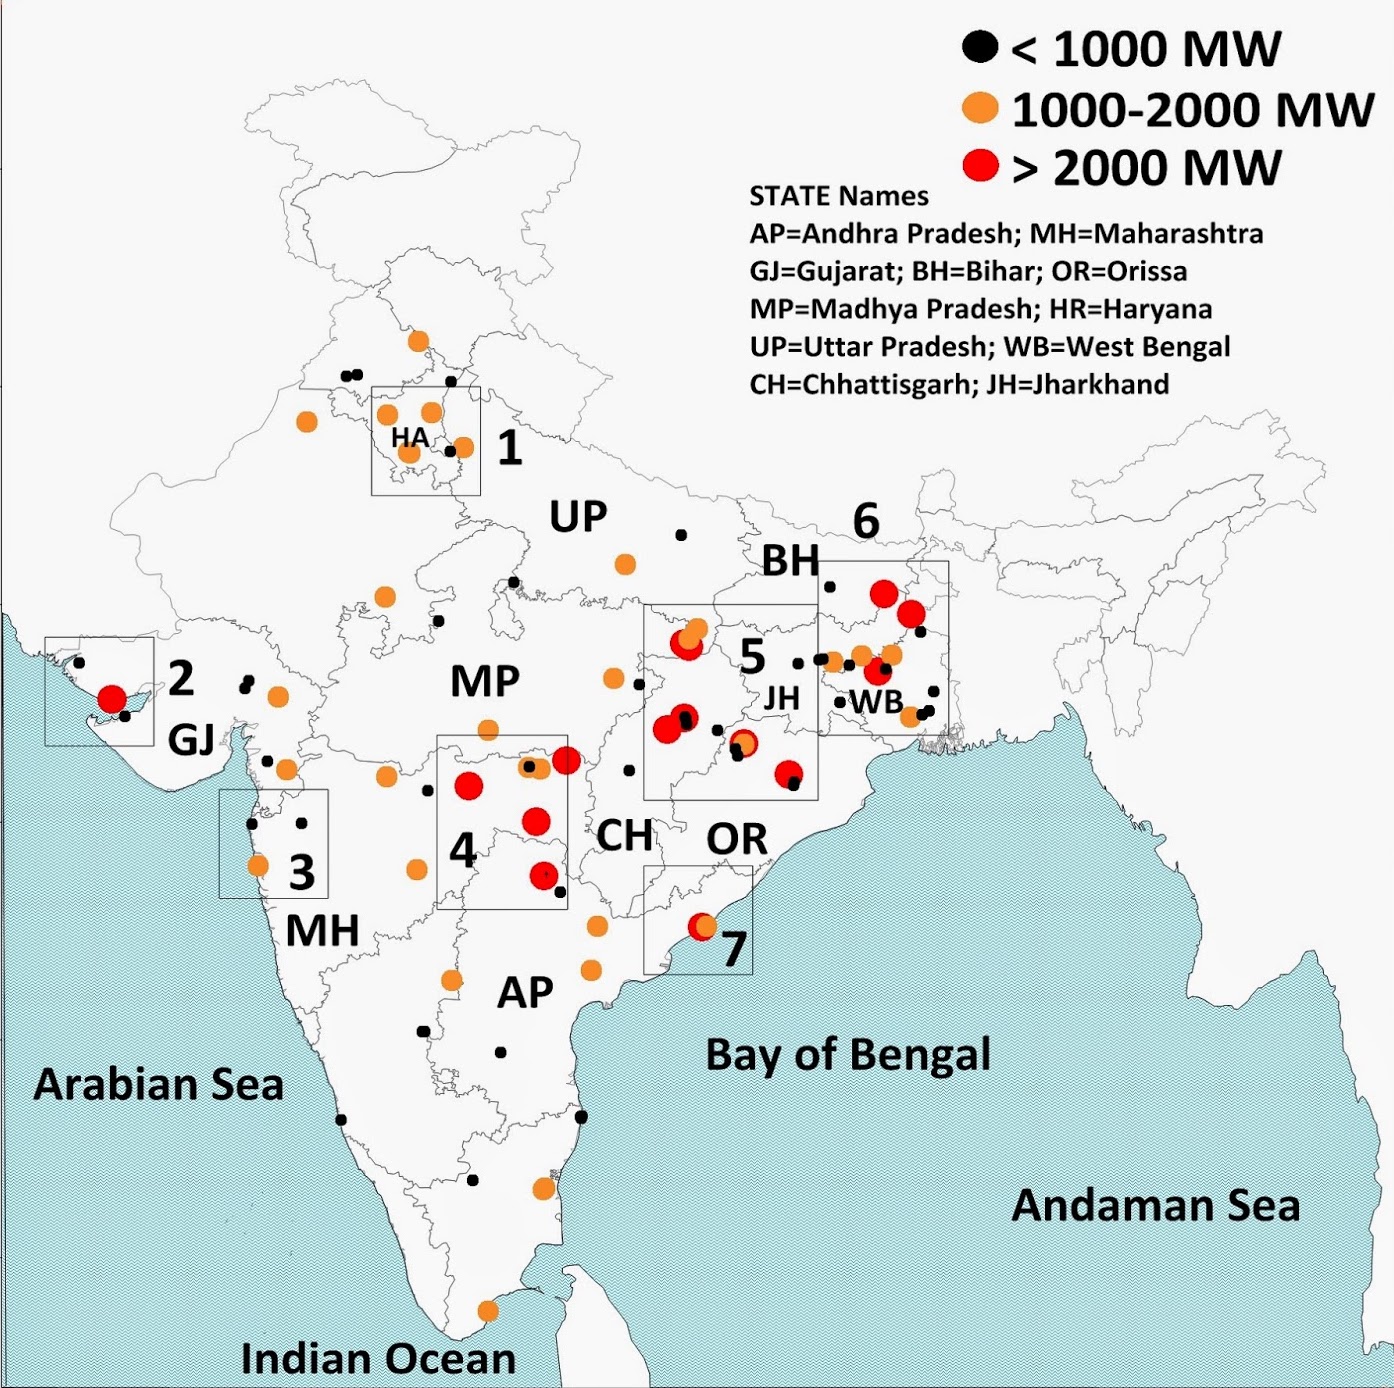 < 1000 MW
1000-2000 MW
> 2000 MW
STATE Names
AP=Andhra Pradesh; MH=Maharashtra
GJ=Gujarat; BH=Bihar; OR=Orissa
MP=Madhya Pradesh; HR=Haryana
UP=Uttar Pradesh; WB=West Bengal
CH=Chhattisgarh; JH=Jharkhand
HA
1
UP
6
BH
2
MP
5
JH
WB
GJ
4
CH
OR
3
MH
7
AP
Bay of Bengal
Arabian Sea
Andaman Sea
Indian Ocean